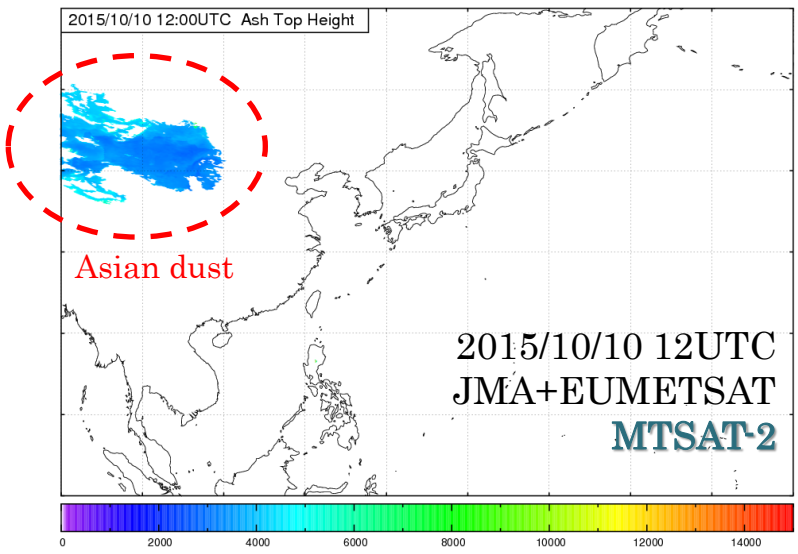 2015/10/10 12:00UTC Ash Top Height
Asian dust
2015/10/10 12UTC
JMA+EUMETSAT
MTSAT-2
0 2000 4000 6000 8000 10000 12000 14000